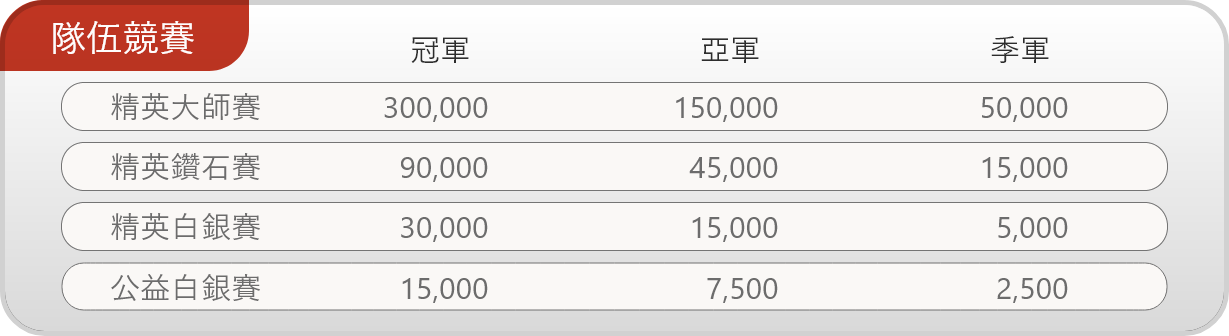 隊伍競賽 冠軍 亞軍 季軍
精英大師賽 300,000 150,000 50,000
精英鑽石賽 90,000 45,000 15,000
精英白銀賽 30,000 15,000 5,000
公益白銀賽 15,000 7,500 2,500